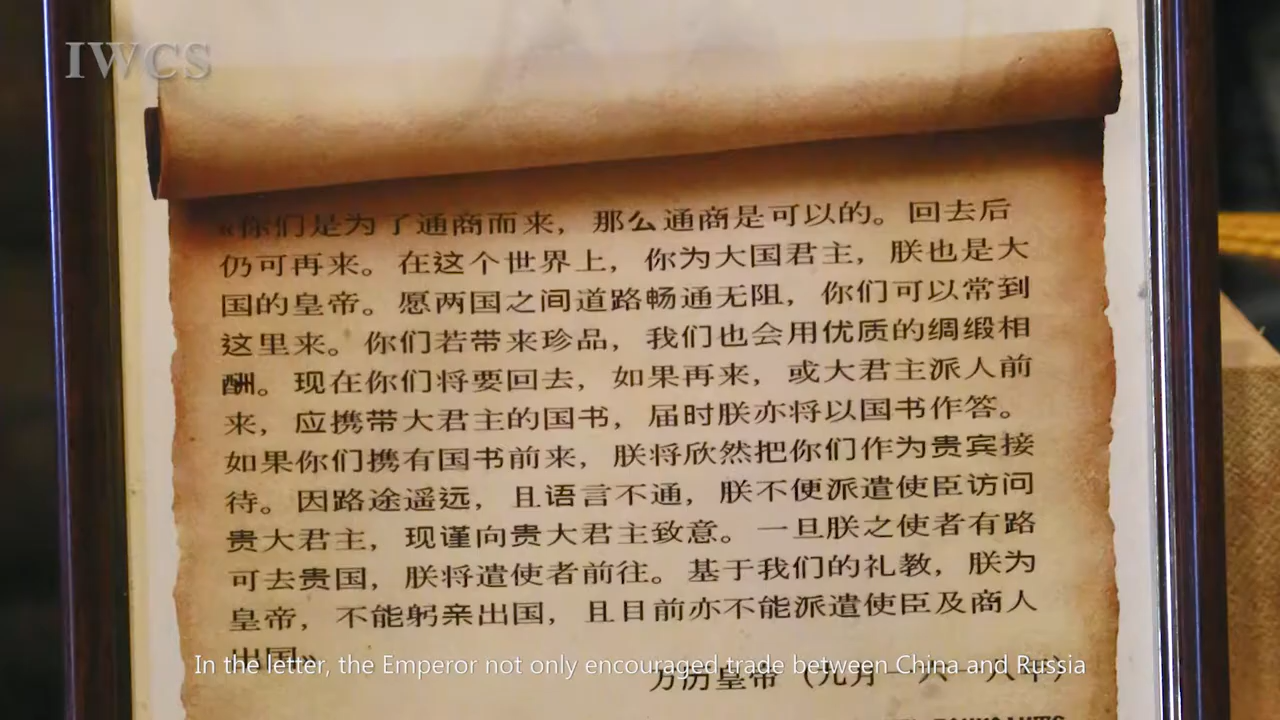 IWCS
«你们是为了通商而来，那么通商是可以的。回去后
仍可再来。在这个世界上，你为大国君主，朕也是大
国的皇帝。愿两国之间道路畅通无阻，你们可以常到
这里来。你们若带来珍品，我们也会用优质的绸缎相
酬。现在你们将要回去，如果再来，或大君主派人前
来，应携带大君主的国书，届时朕亦将以国书作答。
如果你们携有国书前来，朕将欣然把你们作为贵宾接
待。因路途遥远，且语言不通，朕不便派遣使臣访问
贵大君主，现谨向贵大君主致意。一旦朕之使者有路
可去贵国，朕将遣使者前往。基于我们的礼教，朕为
皇帝，不能躬亲出国，且目前亦不能派遣使臣及商人
出国»
In the letter, the Emperor not only encouraged trade between China and Russia
万历皇帝（九月一六一八年）